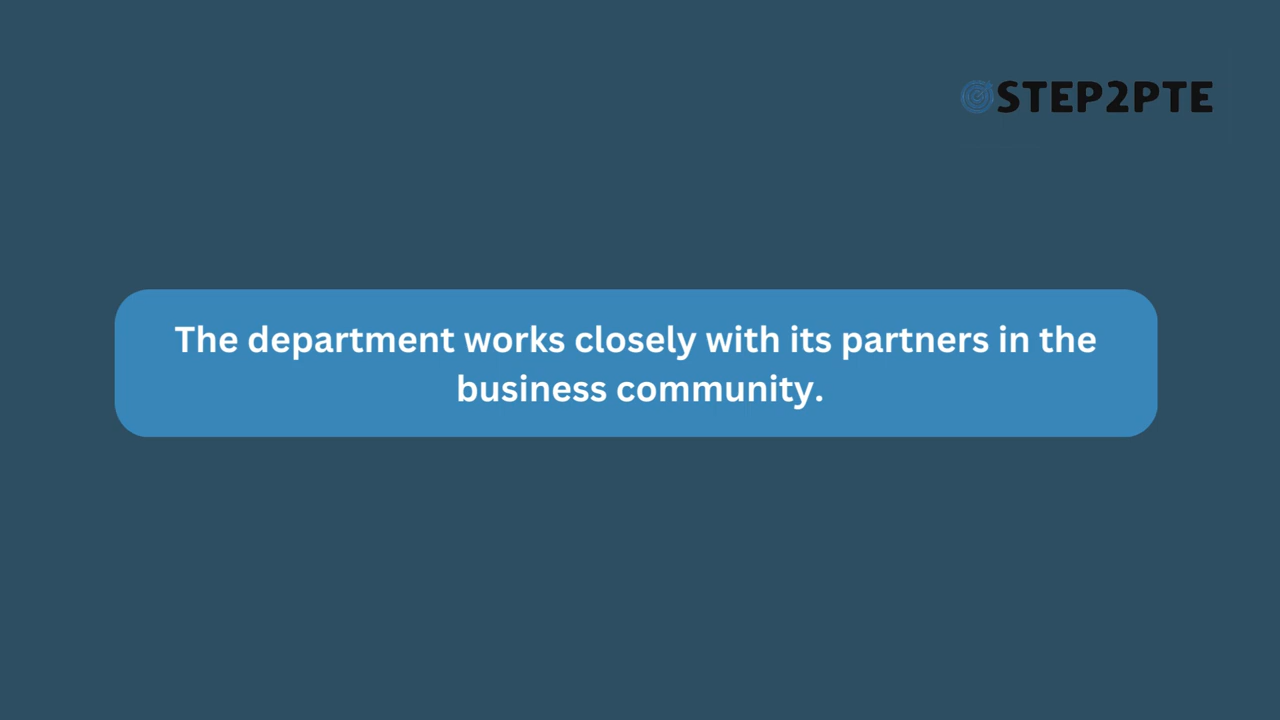 STEP2PTE
The department works closely with its partners in the
business community.